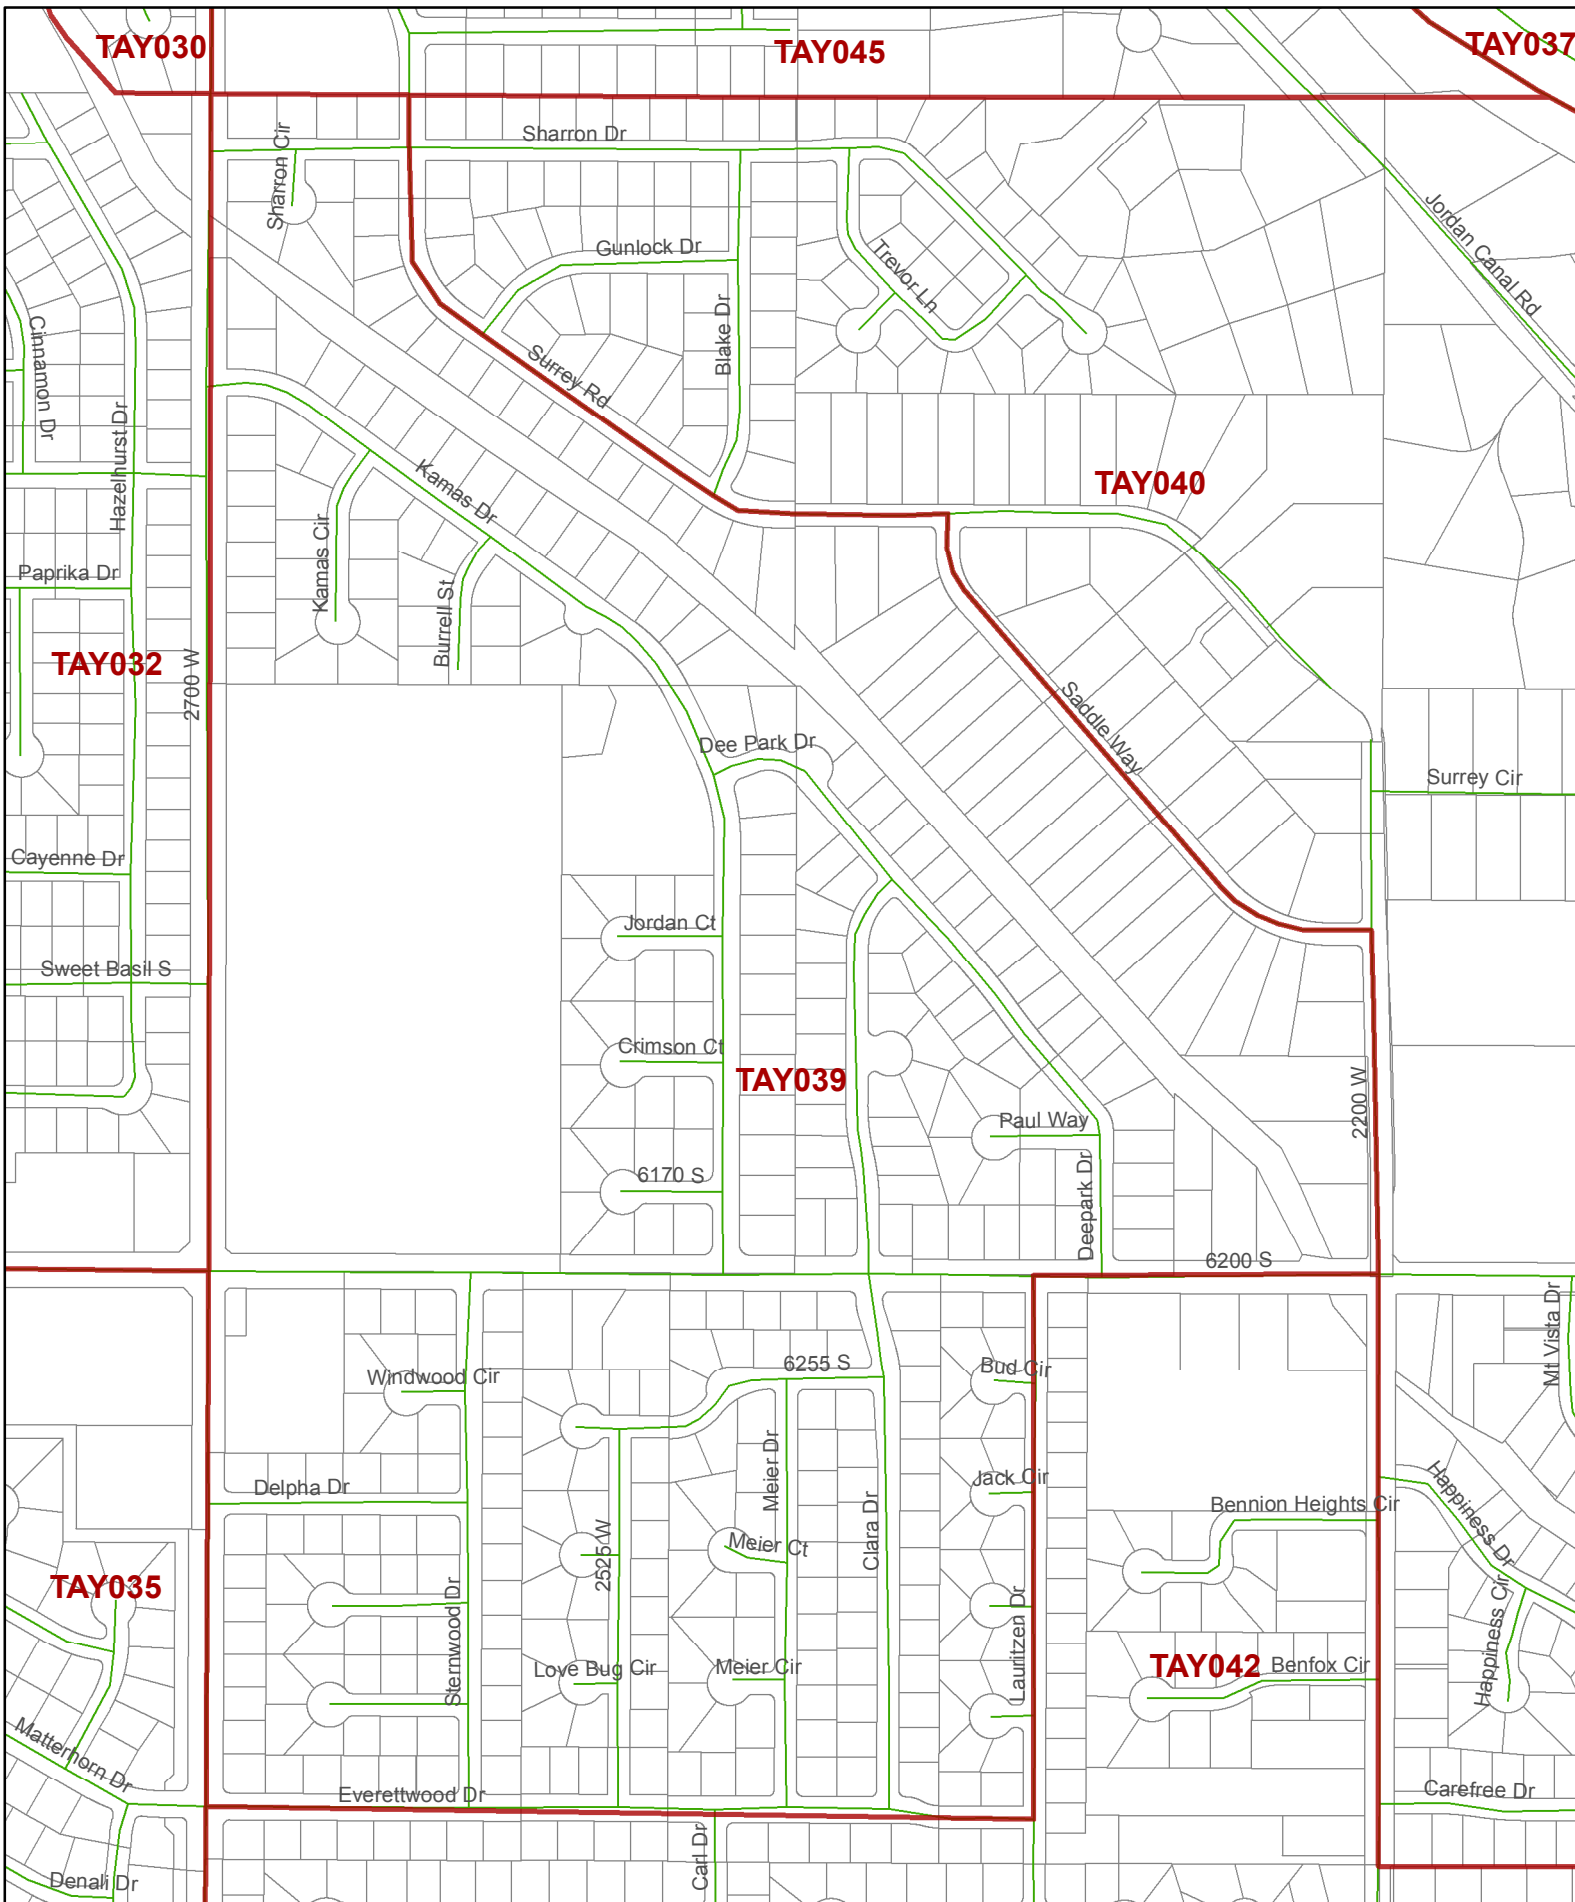 TAY030
TAY045
TAY037
Sharron Dr
Sharron Cir
Jordan Canal Rd
Gunlock Dr
Trevor Ln
Blake Dr
Cinnamon Dr
Surrey Rd
Hazelhurst Dr
Kamas Dr
TAY040
Kamas Cir
Paprika Dr
Burrell St
TAY032
2700 W
Saddle Way
Dee Park Dr
Surrey Cir
Cayenne Dr
Jordan Ct
Sweet Basil S
Crimson Ct
TAY039
2200 W
Paul Way
6170 S
Deepark Dr
6200 S
Mt Vista Dr
6255 S
Bud Cir
Windwood Cir
Meier Dr
Jack Cir
Delpha Dr
Happiness Dr
Bennion Heights Cir
Clara Dr
2525 W
Meier Ct
TAY035
Sternwood Dr
Lauritzen Dr
Happiness Cir
Love Bug Cir
Meier Cir
TAY042
Benfox Cir
Matterhorn Dr
Everettwood Dr
Carefree Dr
Carl Dr
Denali Dr